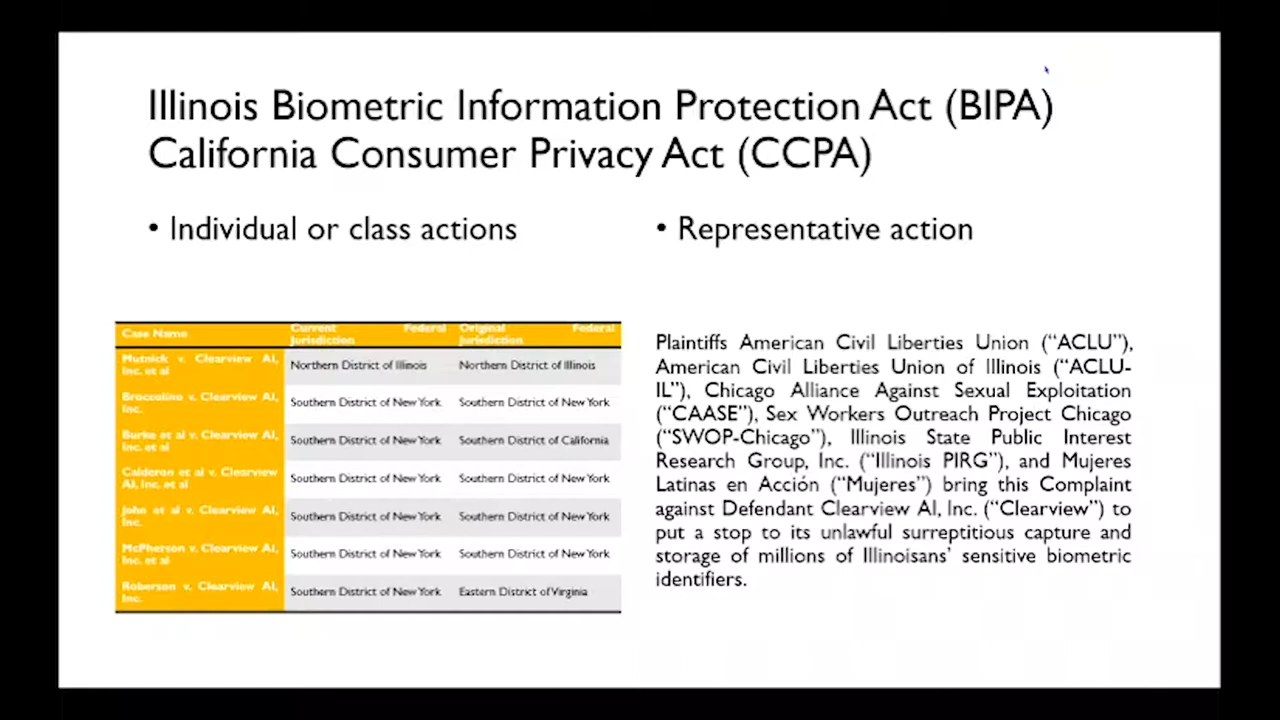 Illinois Biometric Information Protection Act (BIPA)
California Consumer Privacy Act (CCPA)
• Individual or class actions
Case Name Current Federal Jurisdiction Original Federal Jurisdiction
Mutnick v. Clearview AI, Inc. et al Northern District of Illinois Northern District of Illinois
Broccolino v. Clearview AI, Inc. Southern District of New York Southern District of New York
Burke et al v. Clearview AI, Inc. et al Southern District of New York Southern District of California
Calderon et al v. Clearview AI, Inc. et al Southern District of New York Southern District of New York
John et al v. Clearview AI, Inc. Southern District of New York Southern District of New York
McPherson v. Clearview AI, Inc. et al Southern District of New York Southern District of New York
Roberson v. Clearview AI, Inc. Southern District of New York Eastern District of Virginia
• Representative action
Plaintiffs American Civil Liberties Union (“ACLU”),
American Civil Liberties Union of Illinois (“ACLU-
IL”), Chicago Alliance Against Sexual Exploitation
(“CAASE”), Sex Workers Outreach Project Chicago
(“SWOP-Chicago”), Illinois State Public Interest
Research Group, Inc. (“Illinois PIRG”), and Mujeres
Latinas en Acción (“Mujeres”) bring this Complaint
against Defendant Clearview AI, Inc. (“Clearview”) to
put a stop to its unlawful surreptitious capture and
storage of millions of Illinoisans’ sensitive biometric
identifiers.